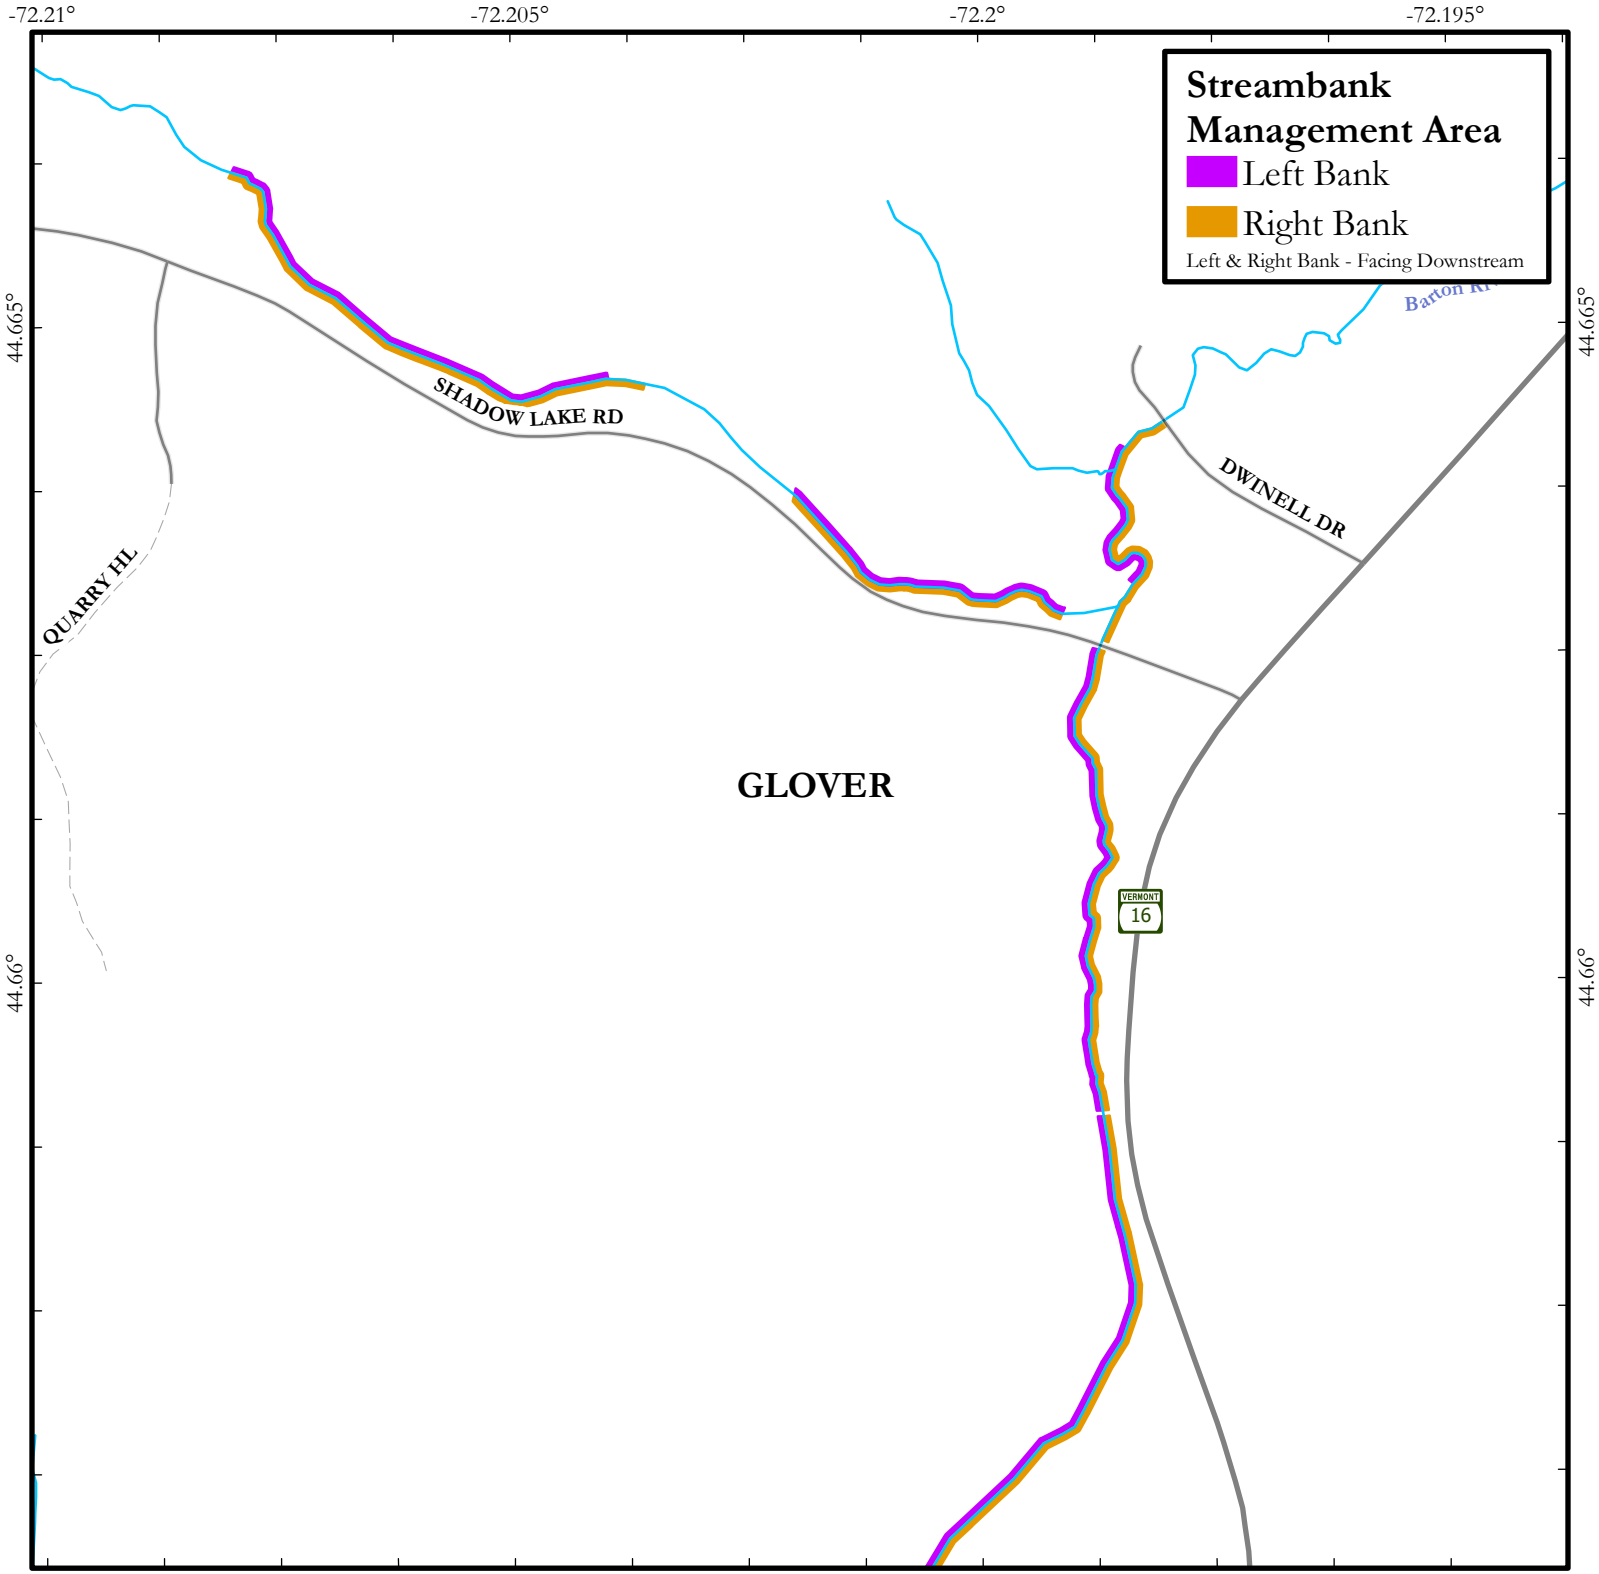 -72.21°
-72.205°
-72.2°
-72.195°
Streambank
Management Area
Left Bank
Right Bank
Left & Right Bank - Facing Downstream
Barton
44.665°
44.665°
SHADOW LAKE RD
DWINELL DR
QUARRY HL
GLOVER
VERMONT
16
44.66°
44.66°